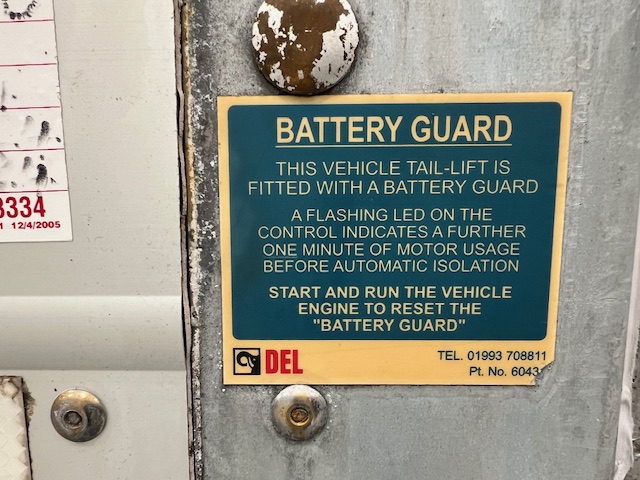 3334
12/4/2005
BATTERY GUARD
THIS VEHICLE TAIL-LIFT IS
FITTED WITH A BATTERY GUARD
A FLASHING LED ON THE
CONTROL INDICATES A FURTHER
ONE MINUTE OF MOTOR USAGE
BEFORE AUTOMATIC ISOLATION
START AND RUN THE VEHICLE
ENGINE TO RESET THE
"BATTERY GUARD"
DEL
TEL. 01993 708811
Pt. No.